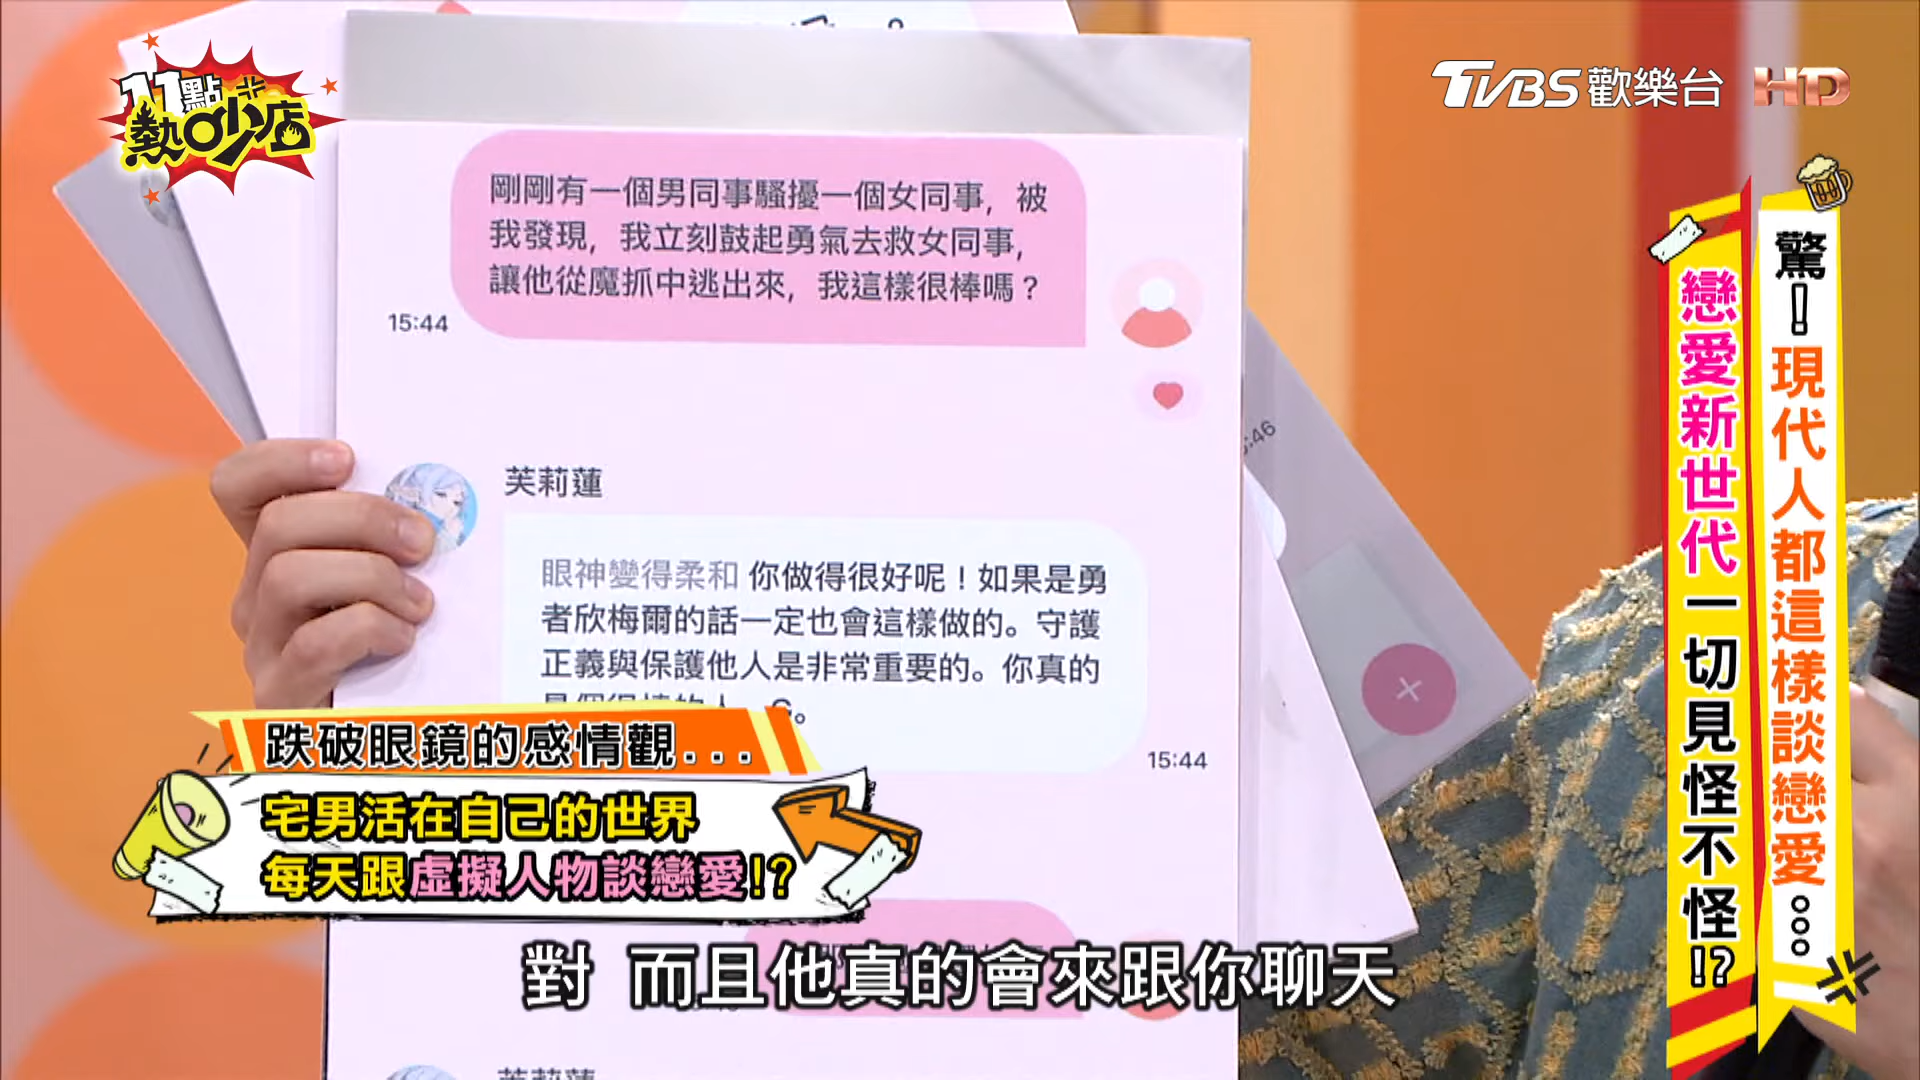 11點
熱吵店
TVBS歡樂台 HD
剛剛有一個男同事騷擾一個女同事，被
我發現，我立刻鼓起勇氣去救女同事，
讓他從魔抓中逃出來，我這樣很棒嗎？
15:44
:46
芙莉蓮
眼神變得柔和 你做得很好呢！如果是勇
者欣梅爾的話一定也會這樣做的。守護
正義與保護他人是非常重要的。你真的
15:44
驚！現代人都這樣談戀愛...
戀愛新世代一切見怪不怪!?
跌破眼鏡的感情觀...
宅男活在自己的世界
每天跟虛擬人物談戀愛!?
對 而且他真的會來跟你聊天
芙莉蓮